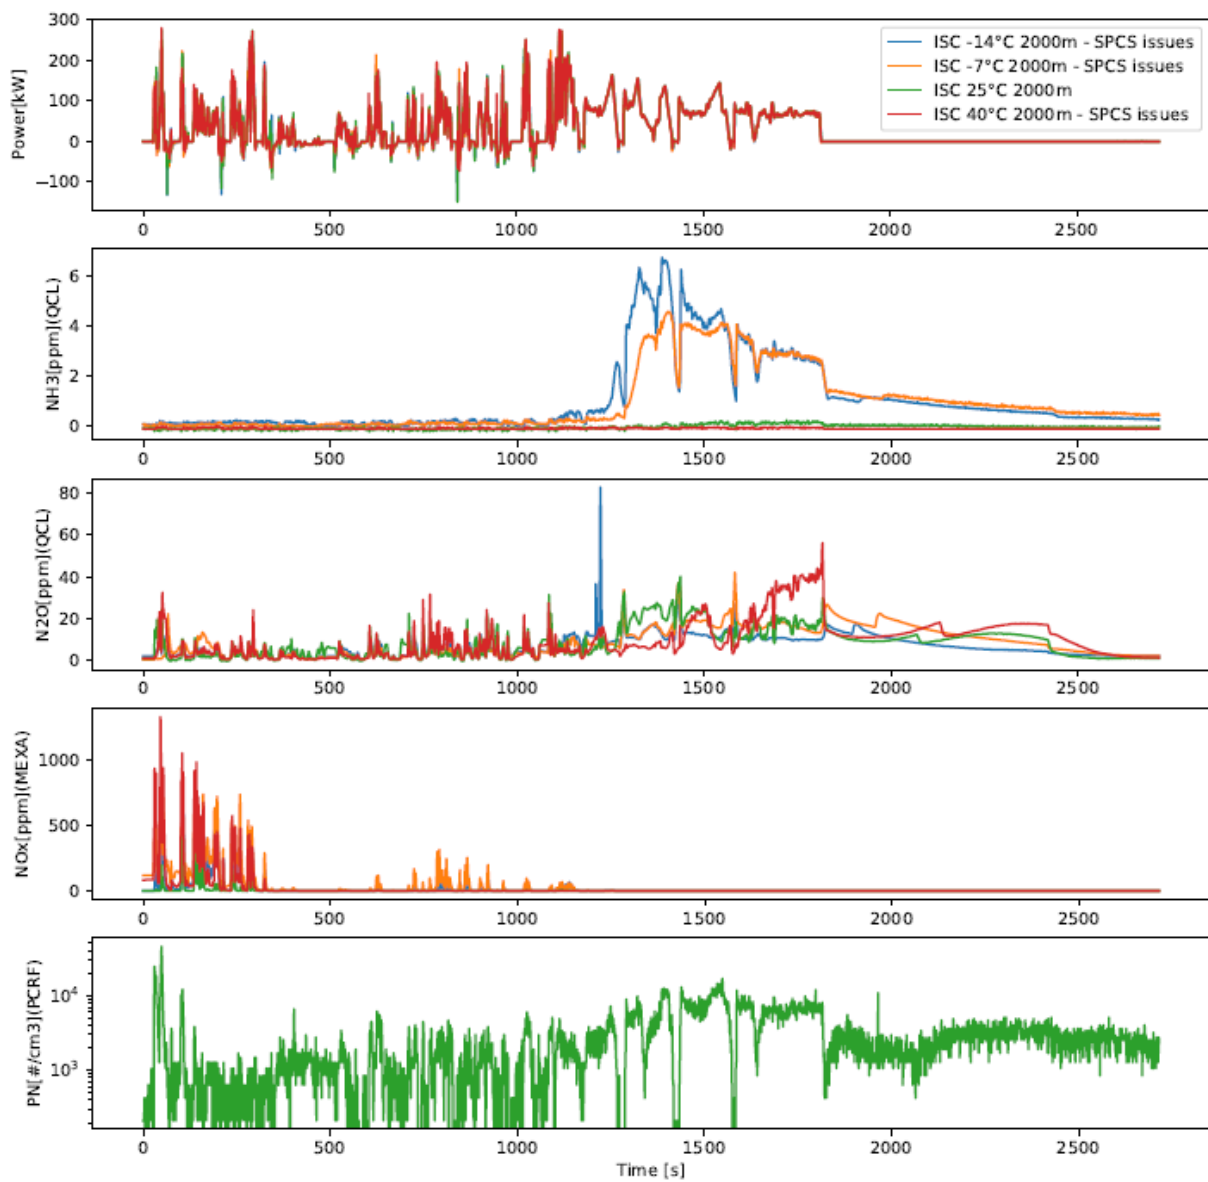 300
200
100
0
−100
Power[kW]
ISC -14°C 2000m - SPCS issues
ISC -7°C 2000m - SPCS issues
ISC 25°C 2000m
ISC 40°C 2000m - SPCS issues
0 500 1000 1500 2000 2500
6
4
2
0
NH3[ppm](QCL)
0 500 1000 1500 2000 2500
80
60
40
20
0
N2O[ppm](QCL)
0 500 1000 1500 2000 2500
1000
500
0
NOx[ppm](MEXA)
0 500 1000 1500 2000 2500
10^4
10^3
PN[#/cm3](PCRF)
0 500 1000 1500 2000 2500
Time [s]